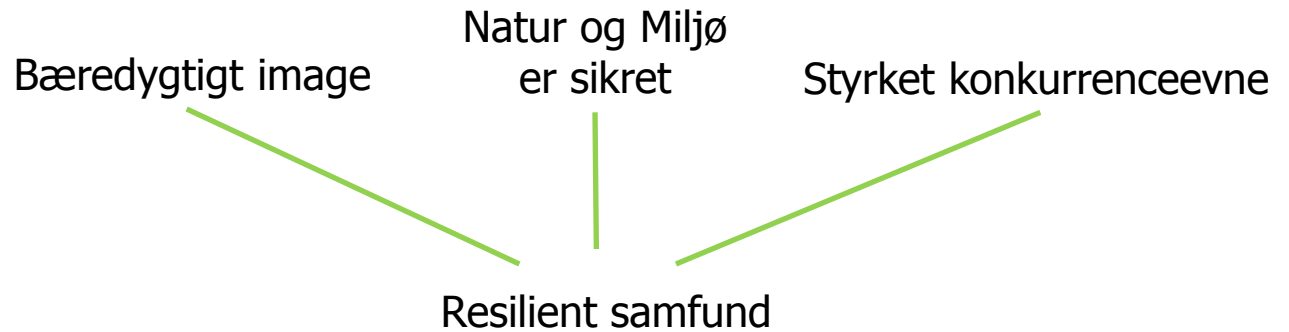 Bæredygtigt image
Natur og Miljø
er sikret
Styrket konkurrenceevne
Resilient samfund